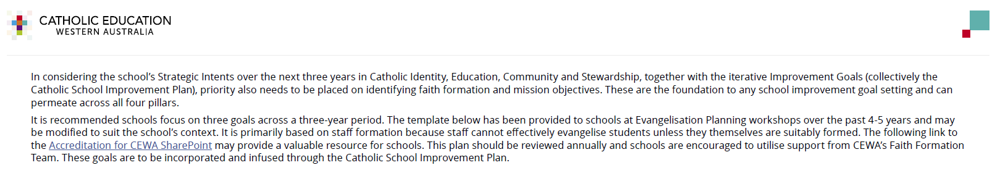 CATHOLIC EDUCATION
WESTERN AUSTRALIA
In considering the school’s Strategic Intents over the next three years in Catholic Identity, Education, Community and Stewardship, together with the iterative Improvement Goals (collectively the
Catholic School Improvement Plan), priority also needs to be placed on identifying faith formation and mission objectives. These are the foundation to any school improvement goal setting and can
permeate across all four pillars.
It is recommended schools focus on three goals across a three-year period. The template below has been provided to schools at Evangelisation Planning workshops over the past 4-5 years and may
be modified to suit the school’s context. It is primarily based on staff formation because staff cannot effectively evangelise students unless they themselves are suitably formed. The following link to
the Accreditation for CEWA SharePoint may provide a valuable resource for schools. This plan should be reviewed annually and schools are encouraged to utilise support from CEWA’s Faith Formation
Team. These goals are to be incorporated and infused through the Catholic School Improvement Plan.